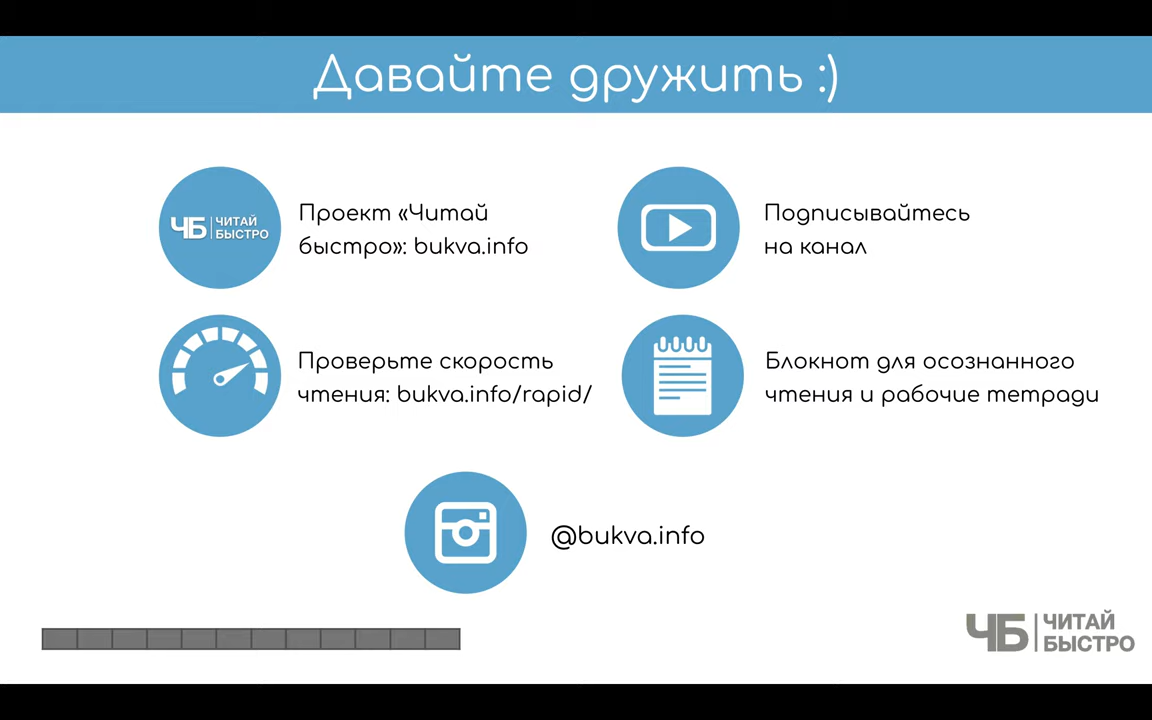 Давайте дружить :)
ЧБ ЧИТАЙ
БЫСТРО
Проект «Читай
быстро»: bukva.info
Подписывайтесь
на канал
Проверьте скорость
чтения: bukva.info/rapid/
Блокнот для осознанного
чтения и рабочие тетради
@bukva.info
ЧБ ЧИТАЙ
БЫСТРО